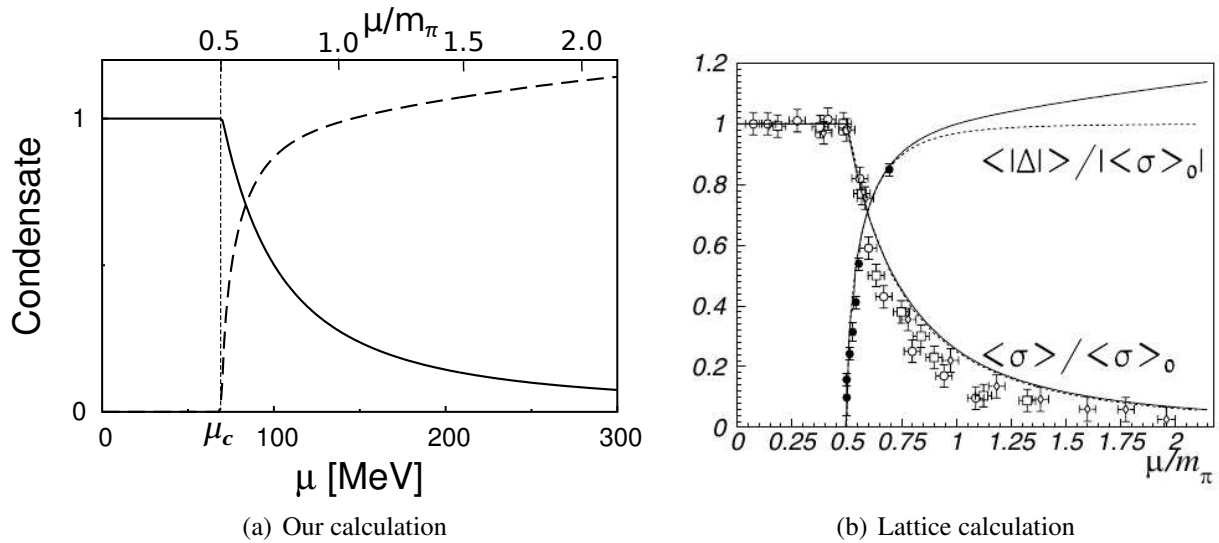 μ/mπ
0.5 1.0 1.5 2.1
Condensate
1
0
0 μc 100 200 300
μ [MeV]
(a) Our calculation
1.2
1
0.8
0.6
0.4
0.2
0
<|Δ|>/|<σ>₀|
<σ>/<σ>₀
0 0.25 0.5 0.75 1 1.25 1.5 1.75 2
μ/mπ
(b) Lattice calculation